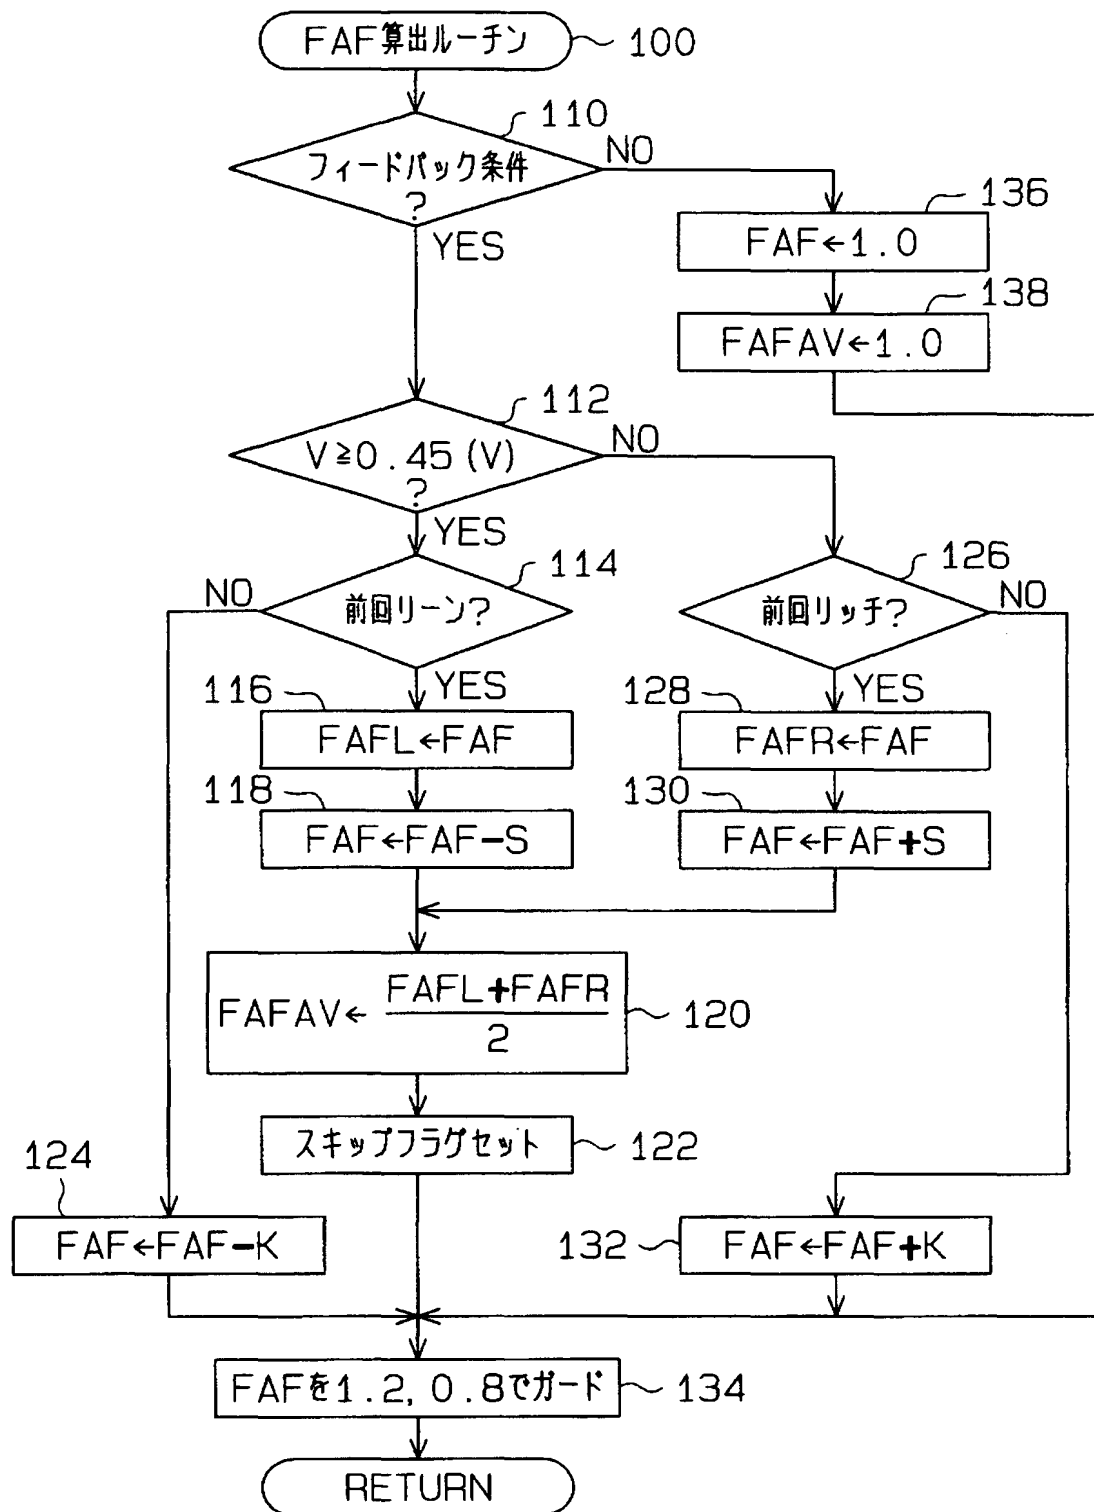 FAF算出ルーチン 100
110
フィードバック条件
?
NO
YES
136
FAF←1.0
138
FAFAV←1.0
112
V≧0.45(V)
?
NO
YES
114
前回リーン?
NO
YES
126
前回リッチ?
NO
YES
116
FAFL←FAF
128
FAFR←FAF
118
FAF←FAF-S
130
FAF←FAF+S
FAFAV← FAFL+FAFR
2
120
スキップフラグセット 122
124
FAF←FAF-K
132 FAF←FAF+K
FAFを1.2,0.8でガード 134
RETURN